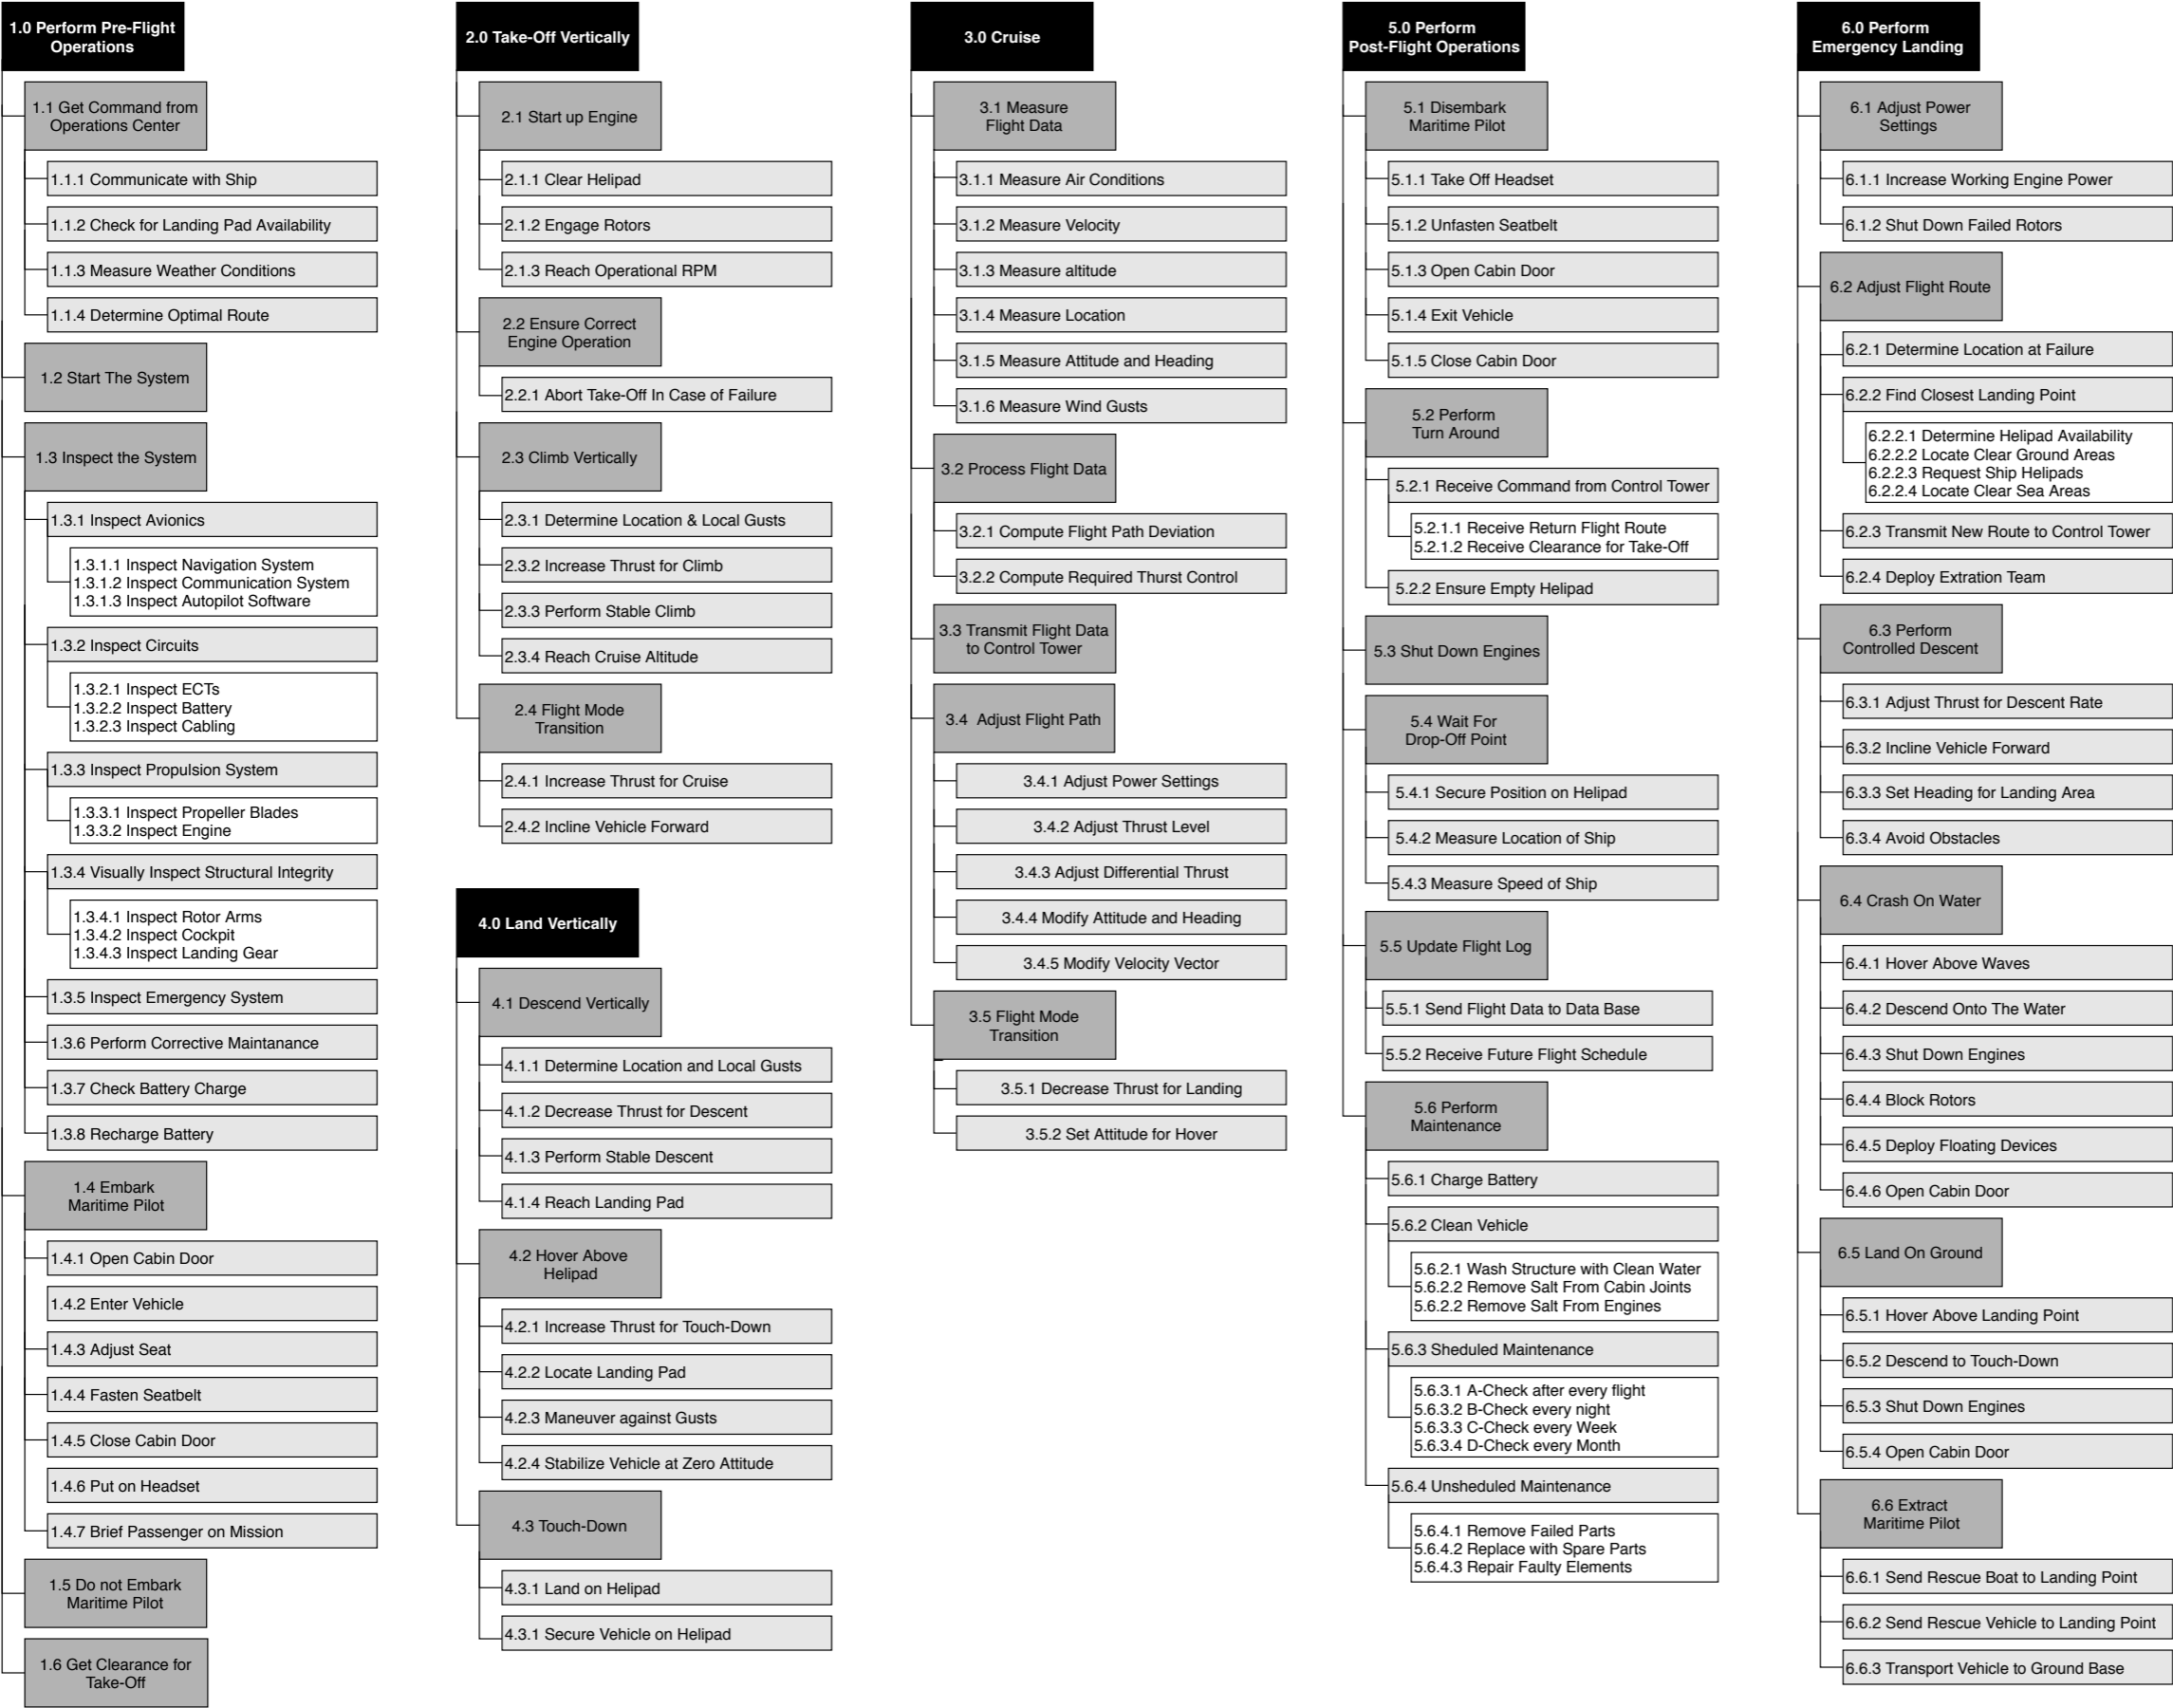 1.0 Perform Pre-Flight
Operations
1.1 Get Command from
Operations Center
1.1.1 Communicate with Ship
1.1.2 Check for Landing Pad Availability
1.1.3 Measure Weather Conditions
1.1.4 Determine Optimal Route
1.2 Start The System
1.3 Inspect the System
1.3.1 Inspect Avionics
1.3.1.1 Inspect Navigation System
1.3.1.2 Inspect Communication System
1.3.1.3 Inspect Autopilot Software
1.3.2 Inspect Circuits
1.3.2.1 Inspect ECTs
1.3.2.2 Inspect Battery
1.3.2.3 Inspect Cabling
1.3.3 Inspect Propulsion System
1.3.3.1 Inspect Propeller Blades
1.3.3.2 Inspect Engine
1.3.4 Visually Inspect Structural Integrity
1.3.4.1 Inspect Rotor Arms
1.3.4.2 Inspect Cockpit
1.3.4.3 Inspect Landing Gear
1.3.5 Inspect Emergency System
1.3.6 Perform Corrective Maintanance
1.3.7 Check Battery Charge
1.3.8 Recharge Battery
1.4 Embark
Maritime Pilot
1.4.1 Open Cabin Door
1.4.2 Enter Vehicle
1.4.3 Adjust Seat
1.4.4 Fasten Seatbelt
1.4.5 Close Cabin Door
1.4.6 Put on Headset
1.4.7 Brief Passenger on Mission
1.5 Do not Embark
Maritime Pilot
1.6 Get Clearance for
Take-Off
2.0 Take-Off Vertically
2.1 Start up Engine
2.1.1 Clear Helipad
2.1.2 Engage Rotors
2.1.3 Reach Operational RPM
2.2 Ensure Correct
Engine Operation
2.2.1 Abort Take-Off In Case of Failure
2.3 Climb Vertically
2.3.1 Determine Location & Local Gusts
2.3.2 Increase Thrust for Climb
2.3.3 Perform Stable Climb
2.3.4 Reach Cruise Altitude
2.4 Flight Mode
Transition
2.4.1 Increase Thrust for Cruise
2.4.2 Incline Vehicle Forward
4.0 Land Vertically
4.1 Descend Vertically
4.1.1 Determine Location and Local Gusts
4.1.2 Decrease Thrust for Descent
4.1.3 Perform Stable Descent
4.1.4 Reach Landing Pad
4.2 Hover Above
Helipad
4.2.1 Increase Thrust for Touch-Down
4.2.2 Locate Landing Pad
4.2.3 Maneuver against Gusts
4.2.4 Stabilize Vehicle at Zero Attitude
4.3 Touch-Down
4.3.1 Land on Helipad
4.3.1 Secure Vehicle on Helipad
3.0 Cruise
3.1 Measure
Flight Data
3.1.1 Measure Air Conditions
3.1.2 Measure Velocity
3.1.3 Measure altitude
3.1.4 Measure Location
3.1.5 Measure Attitude and Heading
3.1.6 Measure Wind Gusts
3.2 Process Flight Data
3.2.1 Compute Flight Path Deviation
3.2.2 Compute Required Thurst Control
3.3 Transmit Flight Data
to Control Tower
3.4 Adjust Flight Path
3.4.1 Adjust Power Settings
3.4.2 Adjust Thrust Level
3.4.3 Adjust Differential Thrust
3.4.4 Modify Attitude and Heading
3.4.5 Modify Velocity Vector
3.5 Flight Mode
Transition
3.5.1 Decrease Thrust for Landing
3.5.2 Set Attitude for Hover
5.0 Perform
Post-Flight Operations
5.1 Disembark
Maritime Pilot
5.1.1 Take Off Headset
5.1.2 Unfasten Seatbelt
5.1.3 Open Cabin Door
5.1.4 Exit Vehicle
5.1.5 Close Cabin Door
5.2 Perform
Turn Around
5.2.1 Receive Command from Control Tower
5.2.1.1 Receive Return Flight Route
5.2.1.2 Receive Clearance for Take-Off
5.2.2 Ensure Empty Helipad
5.3 Shut Down Engines
5.4 Wait For
Drop-Off Point
5.4.1 Secure Position on Helipad
5.4.2 Measure Location of Ship
5.4.3 Measure Speed of Ship
5.5 Update Flight Log
5.5.1 Send Flight Data to Data Base
5.5.2 Receive Future Flight Schedule
5.6 Perform
Maintenance
5.6.1 Charge Battery
5.6.2 Clean Vehicle
5.6.2.1 Wash Structure with Clean Water
5.6.2.2 Remove Salt From Cabin Joints
5.6.2.2 Remove Salt From Engines
5.6.3 Sheduled Maintenance
5.6.3.1 A-Check after every flight
5.6.3.2 B-Check every night
5.6.3.3 C-Check every Week
5.6.3.4 D-Check every Month
5.6.4 Unsheduled Maintenance
5.6.4.1 Remove Failed Parts
5.6.4.2 Replace with Spare Parts
5.6.4.3 Repair Faulty Elements
6.0 Perform
Emergency Landing
6.1 Adjust Power
Settings
6.1.1 Increase Working Engine Power
6.1.2 Shut Down Failed Rotors
6.2 Adjust Flight Route
6.2.1 Determine Location at Failure
6.2.2 Find Closest Landing Point
6.2.2.1 Determine Helipad Availability
6.2.2.2 Locate Clear Ground Areas
6.2.2.3 Request Ship Helipads
6.2.2.4 Locate Clear Sea Areas
6.2.3 Transmit New Route to Control Tower
6.2.4 Deploy Extration Team
6.3 Perform
Controlled Descent
6.3.1 Adjust Thrust for Descent Rate
6.3.2 Incline Vehicle Forward
6.3.3 Set Heading for Landing Area
6.3.4 Avoid Obstacles
6.4 Crash On Water
6.4.1 Hover Above Waves
6.4.2 Descend Onto The Water
6.4.3 Shut Down Engines
6.4.4 Block Rotors
6.4.5 Deploy Floating Devices
6.4.6 Open Cabin Door
6.5 Land On Ground
6.5.1 Hover Above Landing Point
6.5.2 Descend to Touch-Down
6.5.3 Shut Down Engines
6.5.4 Open Cabin Door
6.6 Extract
Maritime Pilot
6.6.1 Send Rescue Boat to Landing Point
6.6.2 Send Rescue Vehicle to Landing Point
6.6.3 Transport Vehicle to Ground Base